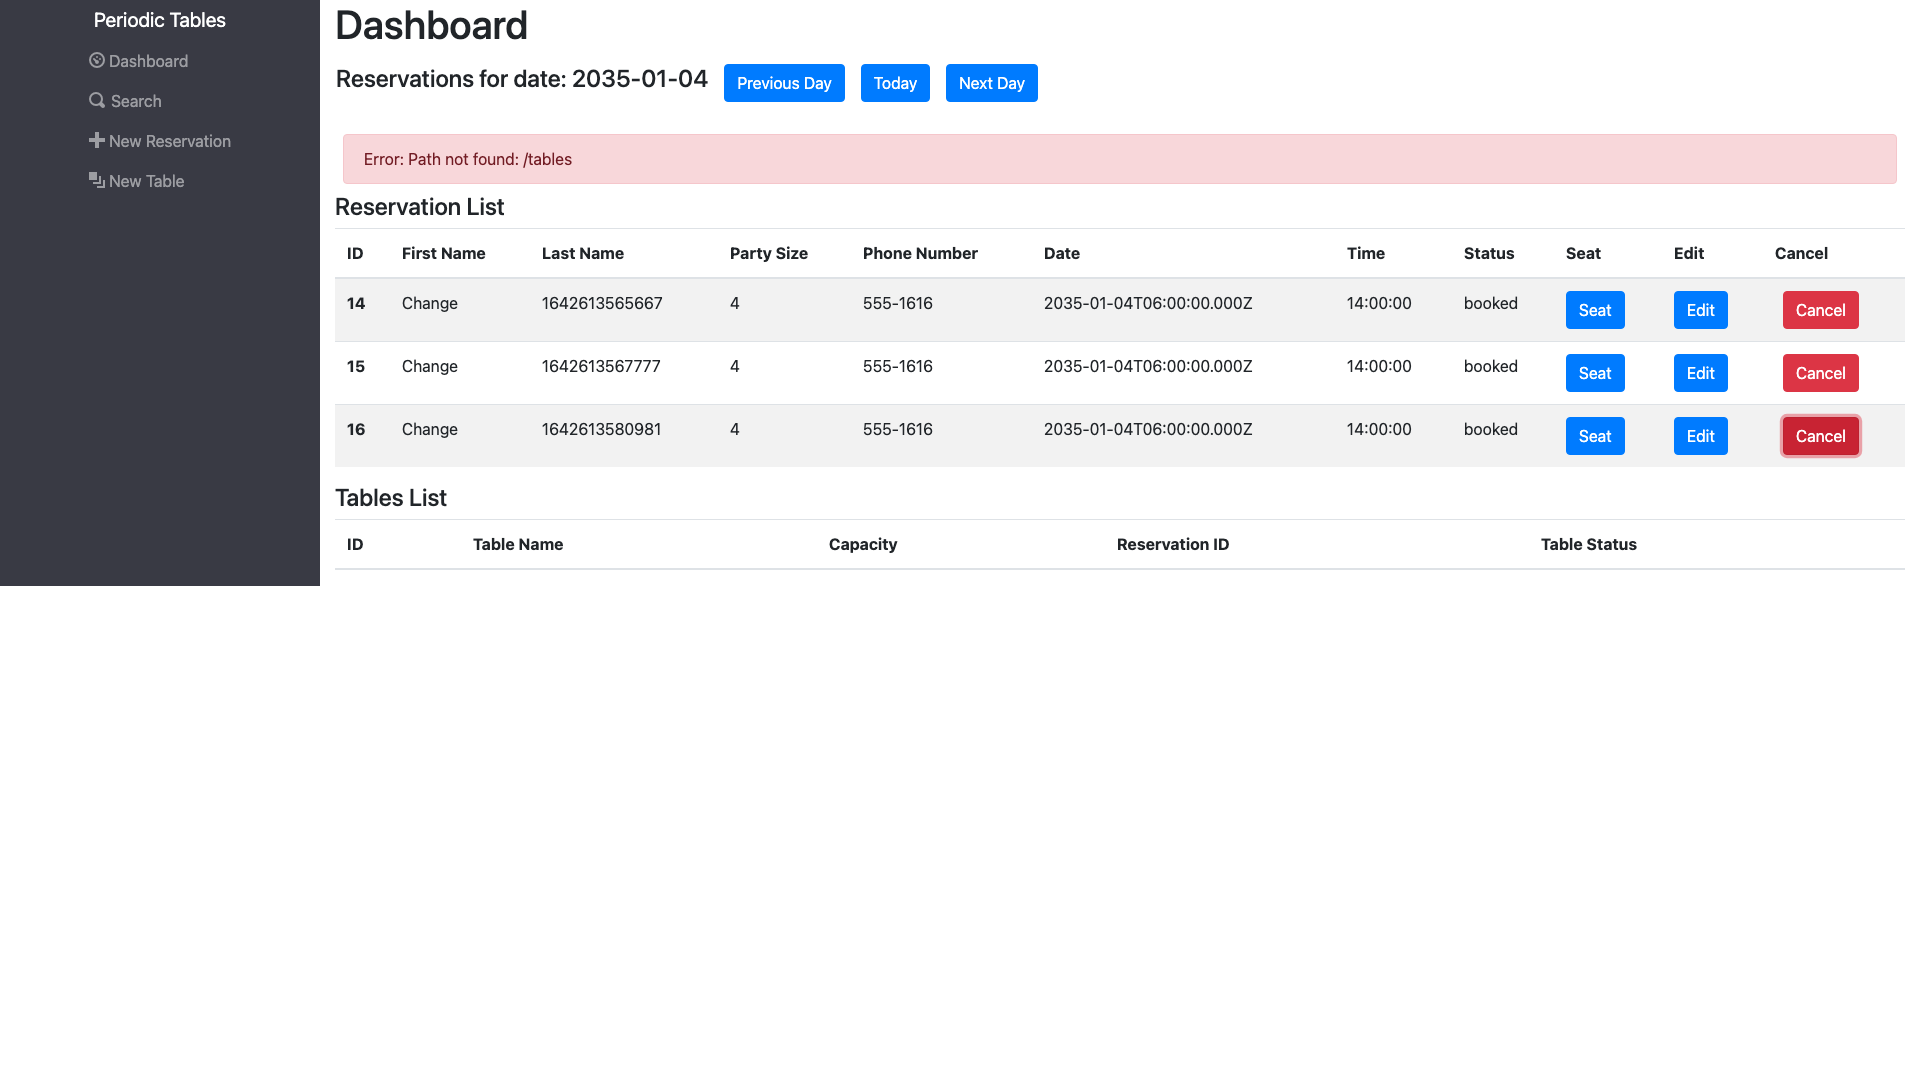 Periodic Tables
Dashboard
Search
New Reservation
New Table
Dashboard
Reservations for date: 2035-01-04 Previous Day Today Next Day
Error: Path not found: /tables
Reservation List
ID First Name Last Name Party Size Phone Number Date Time Status Seat Edit Cancel
14 Change 1642613565667 4 555-1616 2035-01-04T06:00:00.000Z 14:00:00 booked Seat Edit Cancel
15 Change 1642613567777 4 555-1616 2035-01-04T06:00:00.000Z 14:00:00 booked Seat Edit Cancel
16 Change 1642613580981 4 555-1616 2035-01-04T06:00:00.000Z 14:00:00 booked Seat Edit Cancel
Tables List
ID Table Name Capacity Reservation ID Table Status